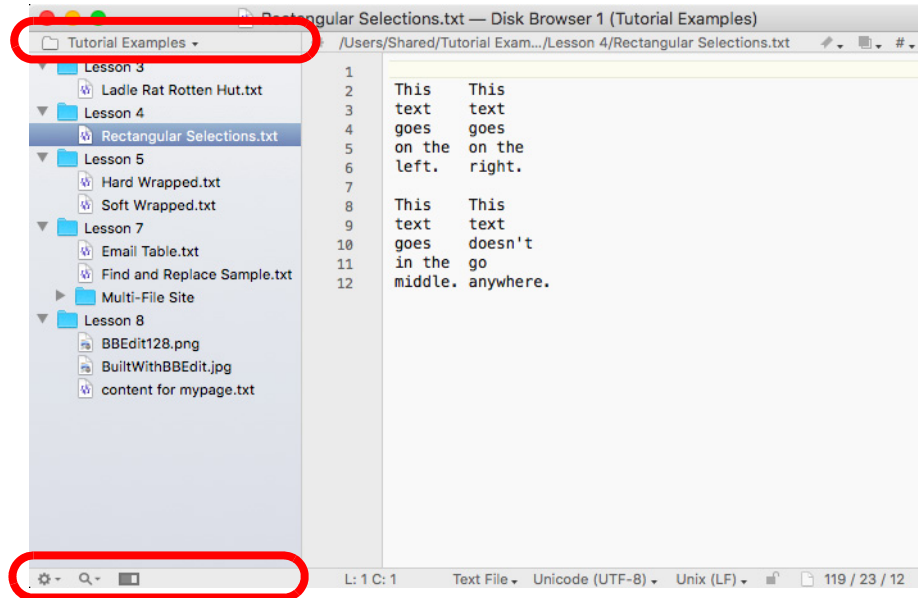 Rectangular Selections.txt — Disk Browser 1 (Tutorial Examples)
Tutorial Examples
/Users/Shared/Tutorial Exam.../Lesson 4/Rectangular Selections.txt
#
Lesson 3
Ladle Rat Rotten Hut.txt
Lesson 4
Rectangular Selections.txt
Lesson 5
Hard Wrapped.txt
Soft Wrapped.txt
Lesson 7
Email Table.txt
Find and Replace Sample.txt
Multi-File Site
Lesson 8
BBEdit128.png
BuiltWithBBEdit.jpg
content for mypage.txt
1
2 This This
3 text text
4 goes goes
5 on the on the
6 left. right.
7
8 This This
9 text text
10 goes doesn't
11 in the go
12 middle. anywhere.
L: 1 C: 1 Text File Unicode (UTF-8) Unix (LF) 119 / 23 / 12